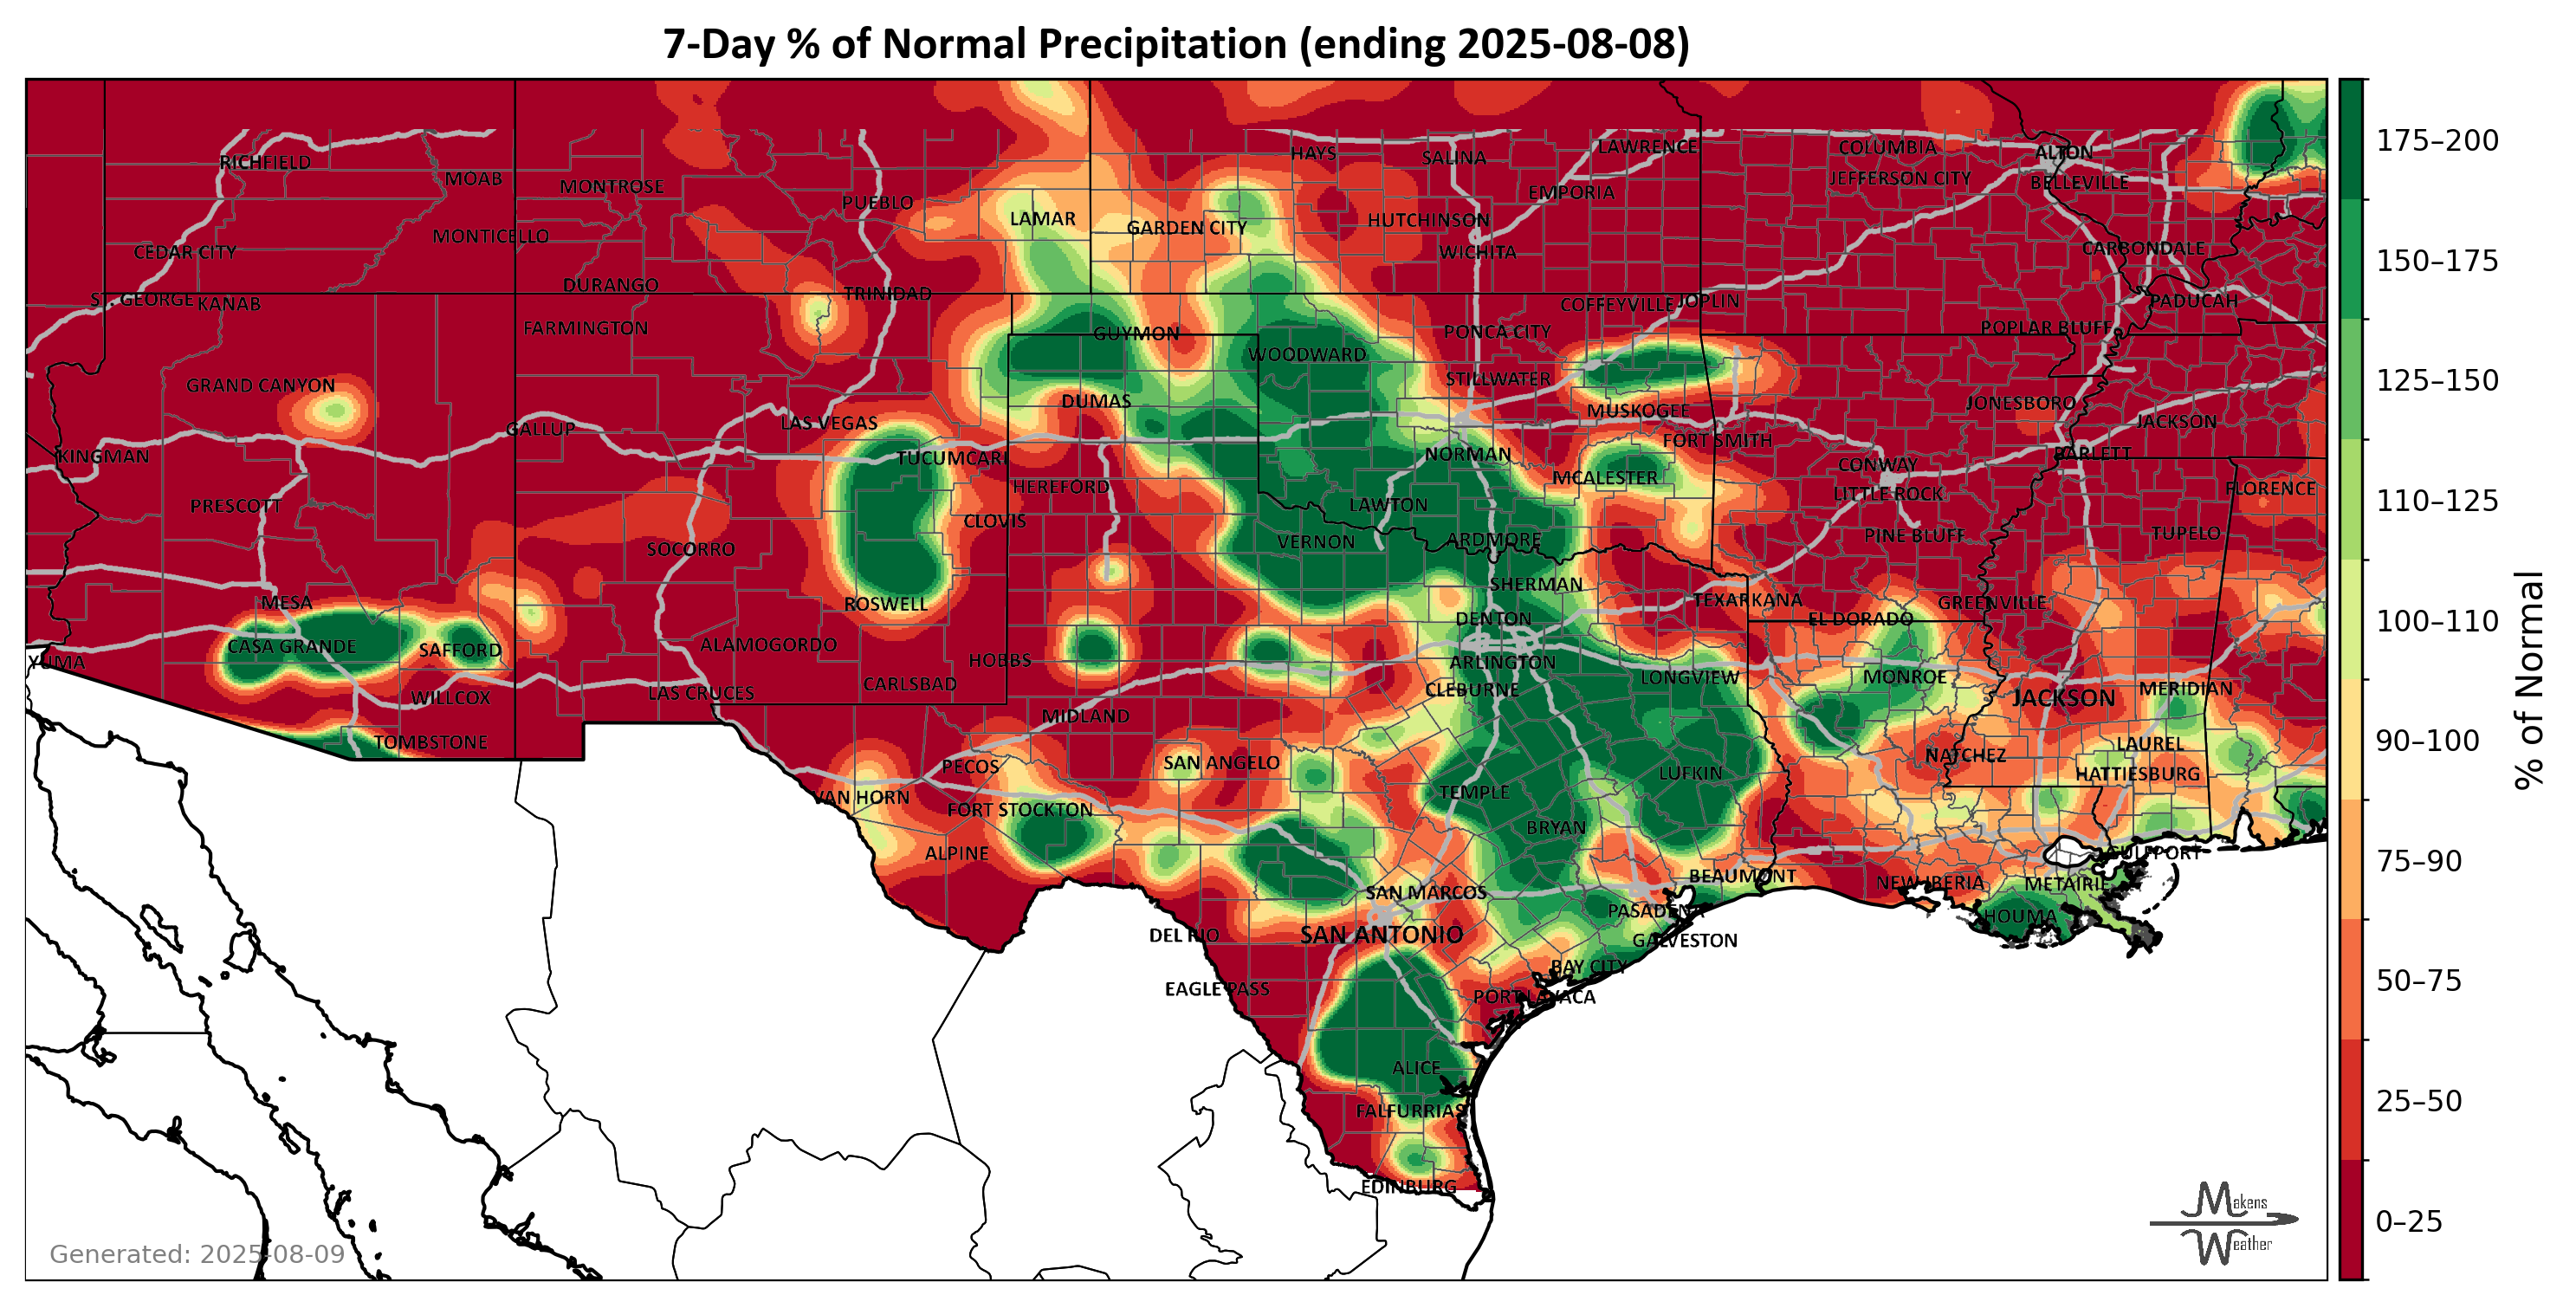 7-Day % of Normal Precipitation (ending 2025-08-08)
HAYS
SALINA
LAWRENCE
COLUMBIA
ALTON
RICHFIELD
MOAB
MONTROSE
EMPORIA
JEFFERSON CITY
BELLEVILLE
PUEBLO
LAMAR
GARDEN CITY
HUTCHINSON
MONTICELLO
CEDAR CITY
WICHITA
CARBONDALE
DURANGO
TRINIDAD
ST. GEORGE
KANAB
COFFEYVILLE
JOPLIN
PADUCAH
FARMINGTON
GUYMON
PONCA CITY
POPLAR BLUFF
WOODWARD
GRAND CANYON
STILLWATER
DUMAS
MUSKOGEE
JONESBORO
JACKSON
GALLUP
LAS VEGAS
FORT SMITH
KINGMAN
TUCUMCARI
NORMAN
BARLETT
CONWAY
HEREFORD
MCALESTER
LITTLE ROCK
FLORENCE
PRESCOTT
LAWTON
CLOVIS
SOCORRO
VERNON
ARDMORE
PINE BLUFF
TUPELO
SHERMAN
MESA
ROSWELL
TEXARKANA
GREENVILLE
DENTON
EL DORADO
CASA GRANDE
SAFFORD
ALAMOGORDO
YUMA
HOBBS
ARLINGTON
WILLCOX
LAS CRUCES
CARLSBAD
CLEBURNE
LONGVIEW
MONROE
JACKSON
MERIDIAN
MIDLAND
TOMBSTONE
PECOS
SAN ANGELO
LUFKIN
NATCHEZ
LAUREL
HATTIESBURG
VAN HORN
FORT STOCKTON
TEMPLE
BRYAN
ALPINE
GULFPORT
SAN MARCOS
BEAUMONT
NEW IBERIA
METAIRIE
PASADENA
HOUMA
DEL RIO
SAN ANTONIO
GALVESTON
BAY CITY
EAGLE PASS
PORT LAVACA
ALICE
FALFURRIAS
EDINBURG
Generated: 2025-08-09
Makens
Weather
175–200
150–175
125–150
110–125
100–110
90–100
75–90
50–75
25–50
0–25
% of Normal